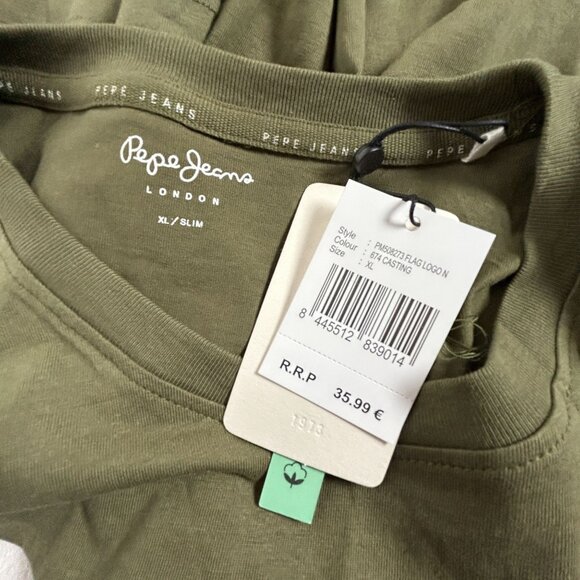 PEPE JEANS
PEPE JEANS
PEPE JEANS
PEPE
Pepe Jeans
LONDON
XL/SLIM
Style : PM508273 FLAG LOGO N
Colour : 674 CASTING
Size : XL
8 445512 839014
R.R.P 35.99 €
1973